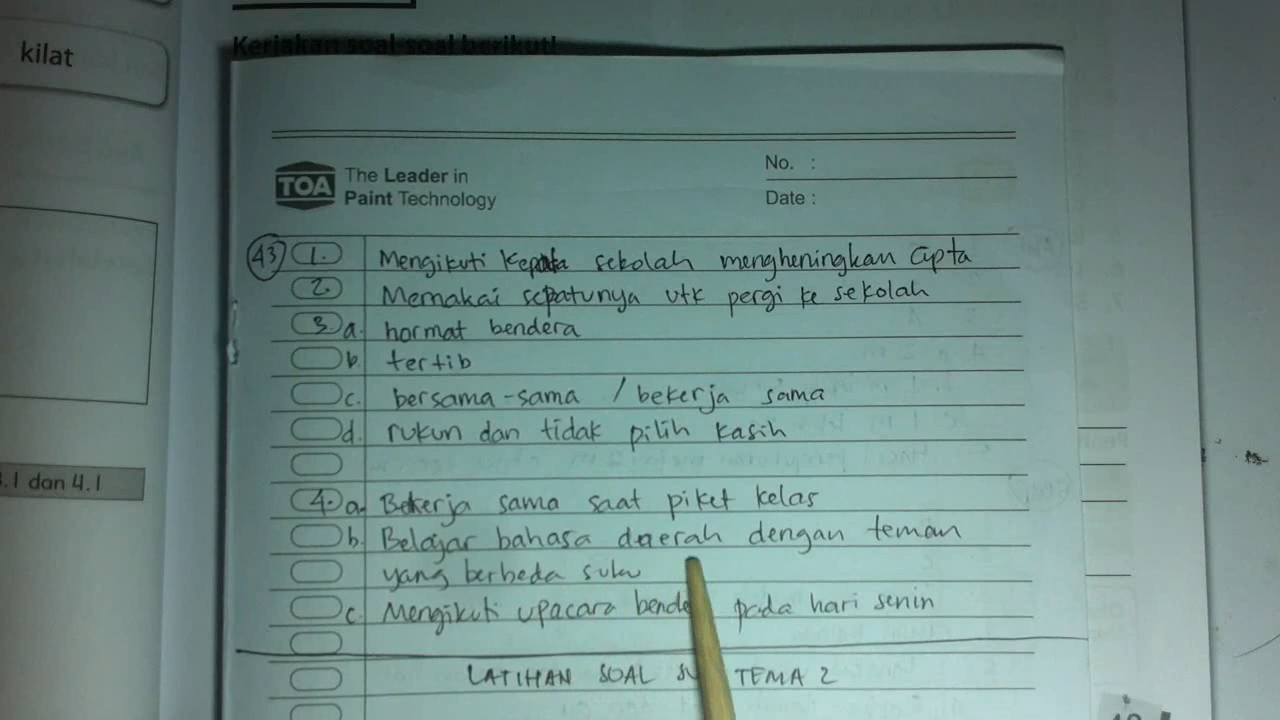 kilat
Kerjakan soal-soal berikut!
TOA The Leader in
Paint Technology
No. :
Date :
43 1. Mengikuti kepala sekolah mengheningkan cipta
2. Memakai sepatunya utk pergi ke sekolah
3. a. hormat bendera
b. tertib
c. bersama-sama / bekerja sama
d. rukun dan tidak pilih kasih
4. a. Bekerja sama saat piket kelas
b. Belajar bahasa daerah dengan teman
yang berbeda suku
c. Mengikuti upacara bende pada hari senin
.1 dan 4.1
LATIHAN SOAL SU TEMA 2